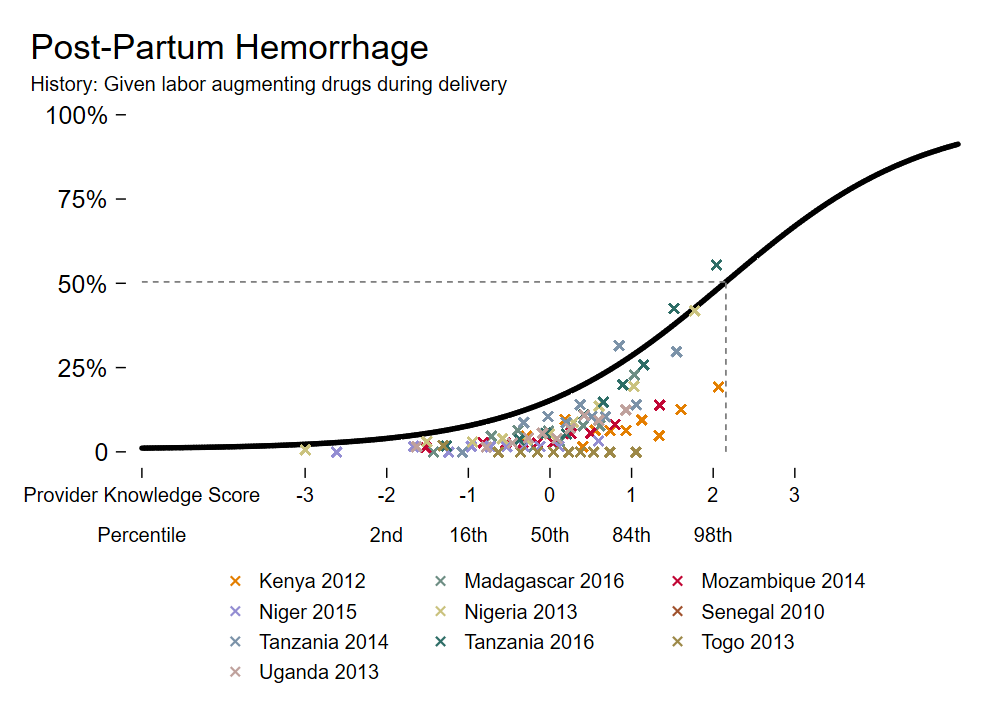 Post-Partum Hemorrhage
History: Given labor augmenting drugs during delivery
100%
75%
50%
25%
0
Provider Knowledge Score -3 -2 -1 0 1 2 3
Percentile 2nd 16th 50th 84th 98th
Kenya 2012 Madagascar 2016 Mozambique 2014
Niger 2015 Nigeria 2013 Senegal 2010
Tanzania 2014 Tanzania 2016 Togo 2013
Uganda 2013